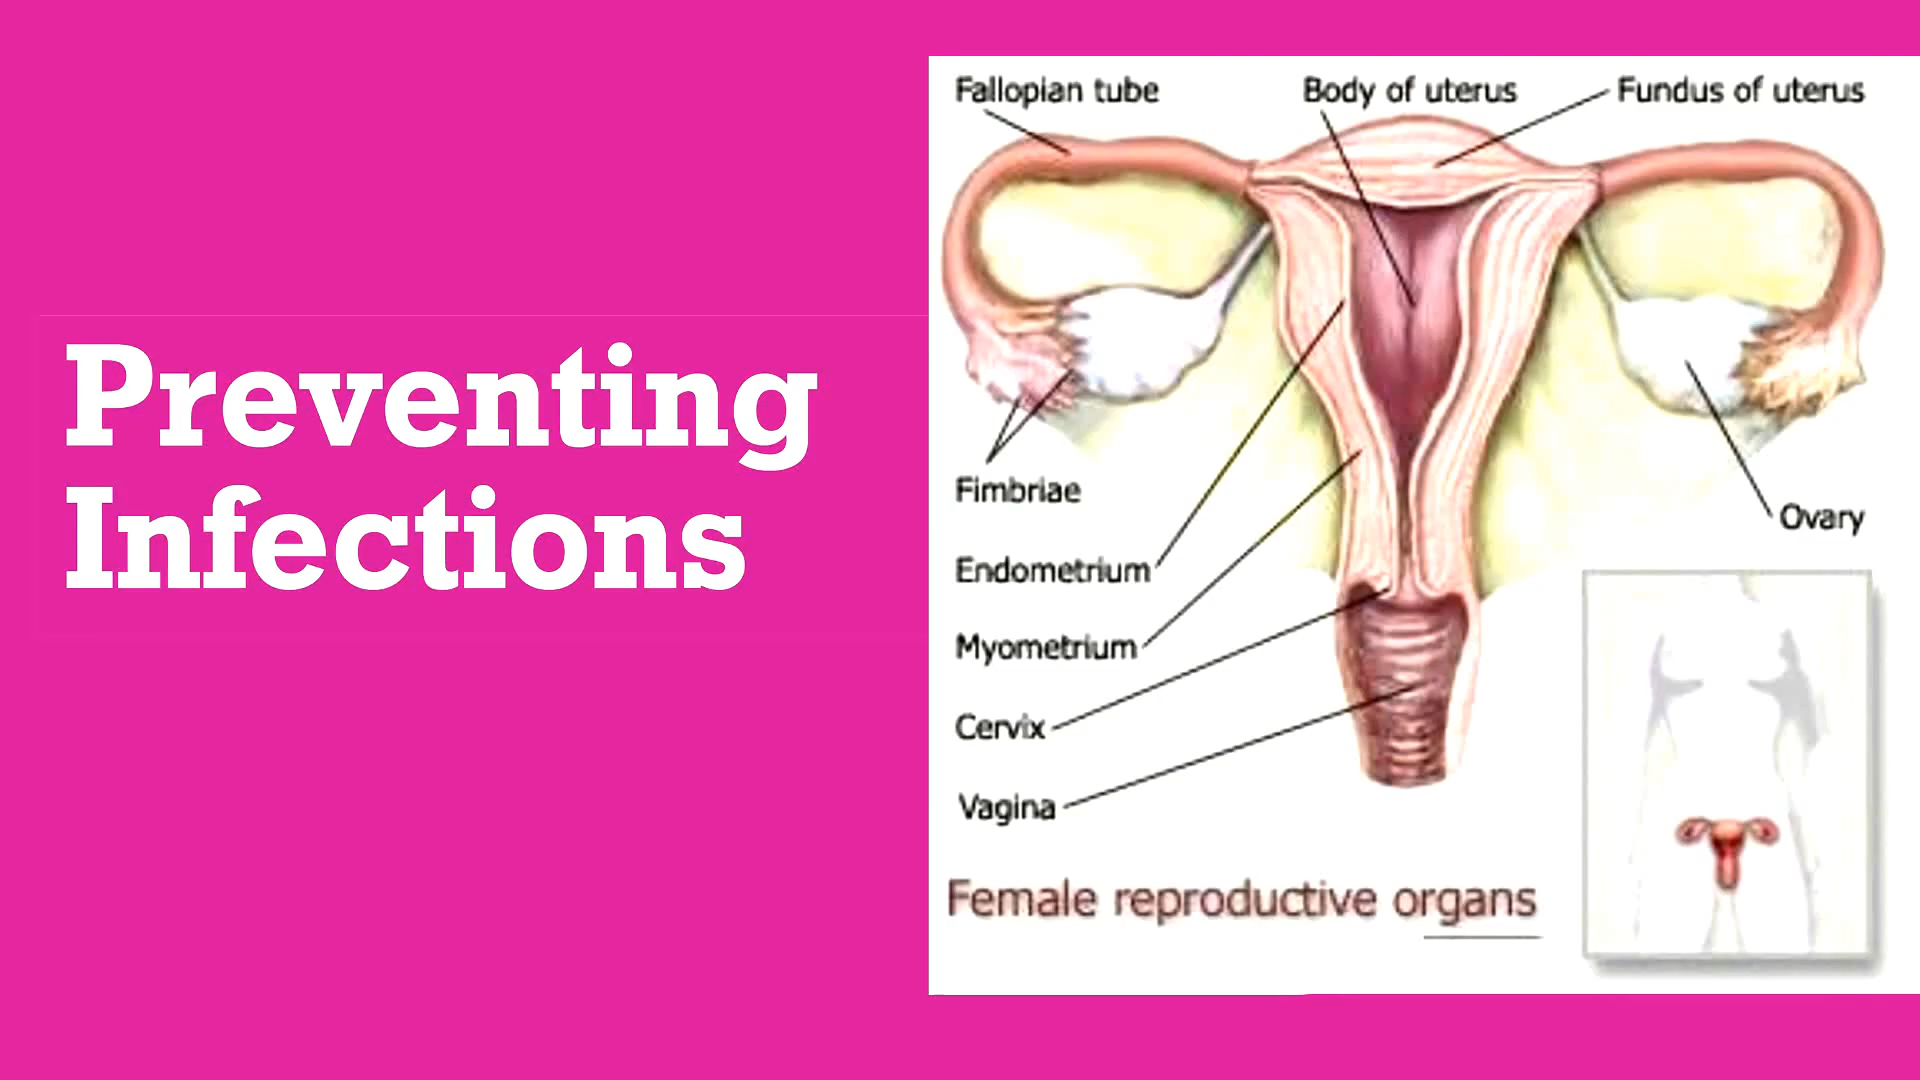 Preventing
Infections
Fallopian tube
Body of uterus
Fundus of uterus
Fimbriae
Ovary
Endometrium
Myometrium
Cervix
Vagina
Female reproductive organs